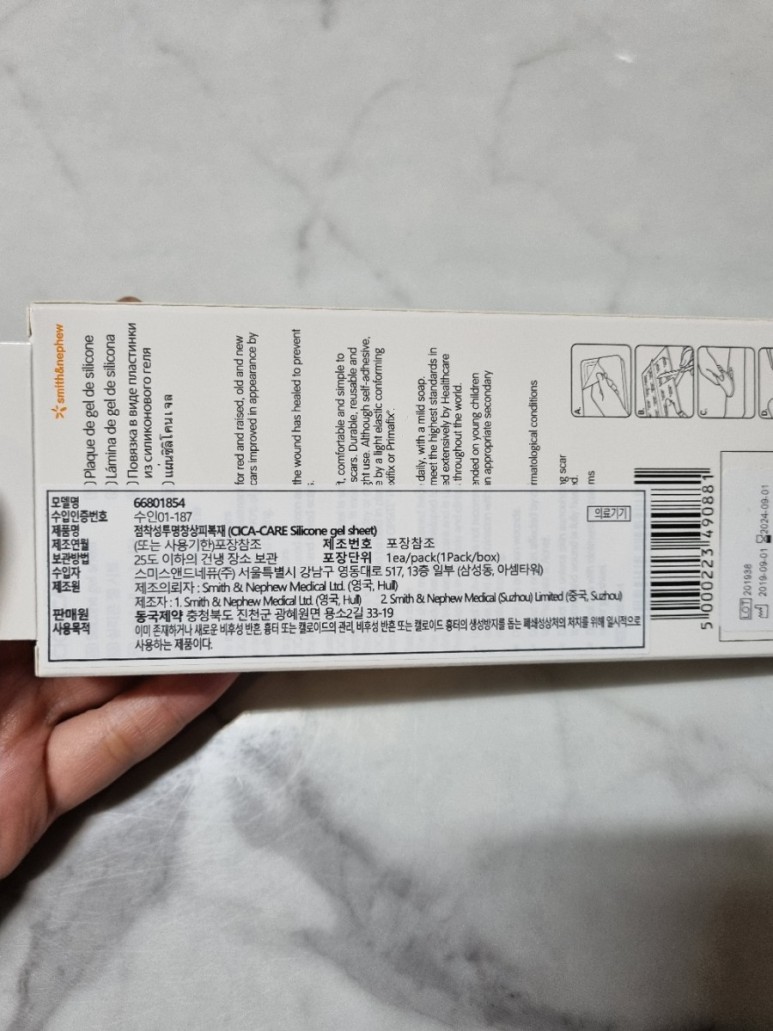 smith&nephew
) Plaque de gel de silicone
) Lámina de gel de silicona
) Повязка в виде пластинки
из силиконового геля
) แผ่นซิลิโคนเจล
for red and raised, old and new
cars improved in appearance by
the wound has healed to prevent
s.
t, comfortable and simple to
scars. Durable, reusable and
ht use. Although self-adhesive,
e by a light elastic conforming
oxifix or Primafix
daily, with a mild soap.
meet the highest standards in
ed extensively by Healthcare
throughout the world.
nded on young children
n appropriate secondary
rmatological conditions
ng scar
d.
ms
A.
B.
C.
D.
모델명 66801854
수입인증번호 수인01-187 의료기기
제품명 점착성투명창상피복재 (CICA-CARE Silicone gel sheet)
제조연월 (또는 사용기한)포장참조 제조번호 포장참조
보관방법 25도 이하의 건냉 장소 보관 포장단위 1ea/pack(1Pack/box)
수입자 스미스앤드네퓨(주) 서울특별시 강남구 영동대로 517, 13층 일부 (삼성동, 아셈타워)
제조원 제조의뢰자 : Smith & Nephew Medical Ltd. (영국, Hull)
제조자 : 1. Smith & Nephew Medical Ltd. (영국, Hull) 2. Smith & Nephew Medical (Suzhou) Limited (중국, Suzhou)
판매원 동국제약 충청북도 진천군 광혜원면 용소2길 33-19
사용목적 이미 존재하거나 새로운 비후성 반흔, 흉터 또는 켈로이드의 관리, 비후성 반흔 또는 켈로이드 흉터의 생성방지를 돕는 폐쇄성상처의 처치를 위해 일시적으로
사용하는 제품이다.
5 000223 490881
LOT 201938
2019-09-01 2024-09-01